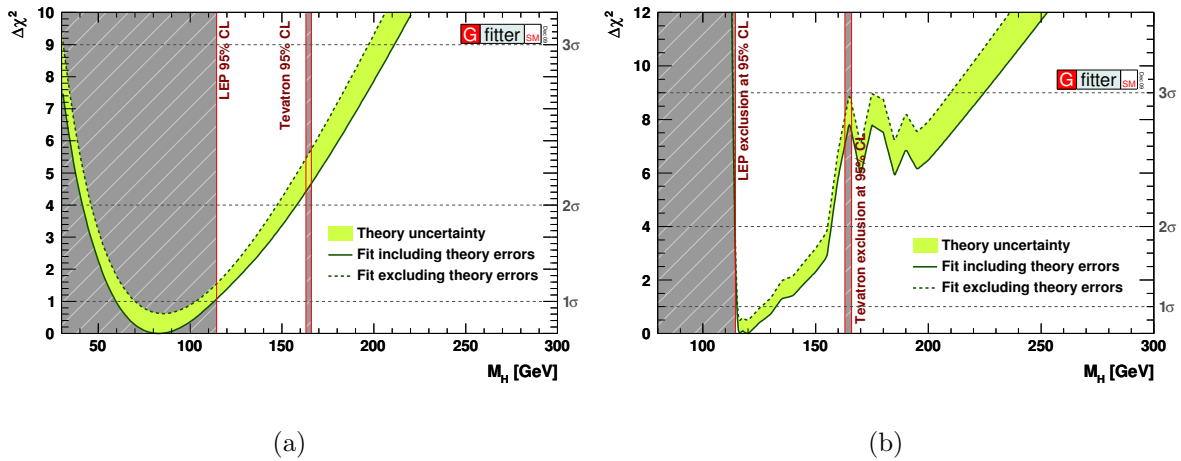 Δχ²
10
9
8
7
6
5
4
3
2
1
0
LEP 95% CL
Tevatron 95% CL
G fitter SM
Dec 09
3σ
2σ
1σ
Theory uncertainty
Fit including theory errors
Fit excluding theory errors
50 100 150 200 250 300
M_H [GeV]
(a)
Δχ²
12
10
8
6
4
2
0
LEP exclusion at 95% CL
Tevatron exclusion at 95% CL
G fitter SM
Dec 09
3σ
2σ
1σ
Theory uncertainty
Fit including theory errors
Fit excluding theory errors
100 150 200 250 300
M_H [GeV]
(b)